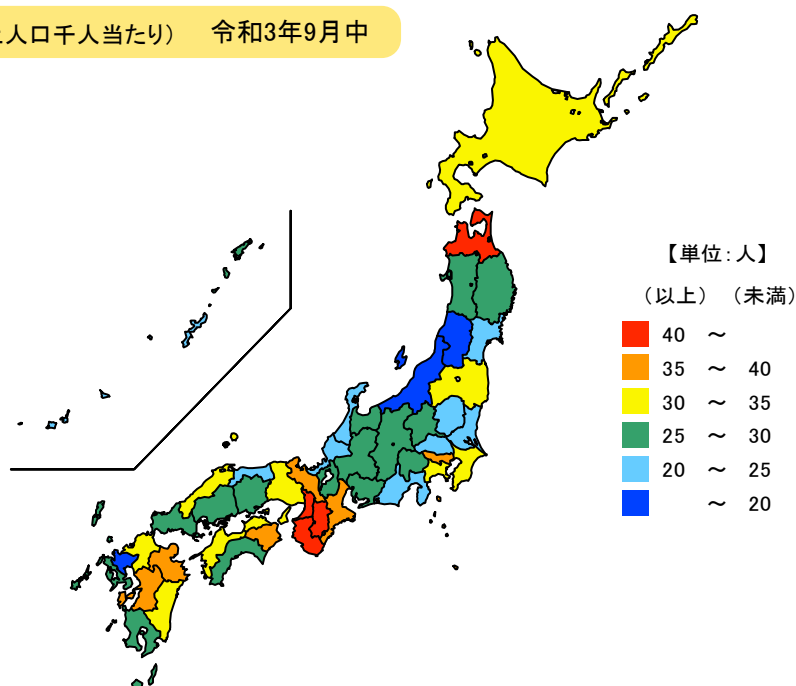 人口千人当たり） 令和3年9月中
【単位：人】
（以上） （未満）
40 ～
35 ～ 40
30 ～ 35
25 ～ 30
20 ～ 25
～ 20